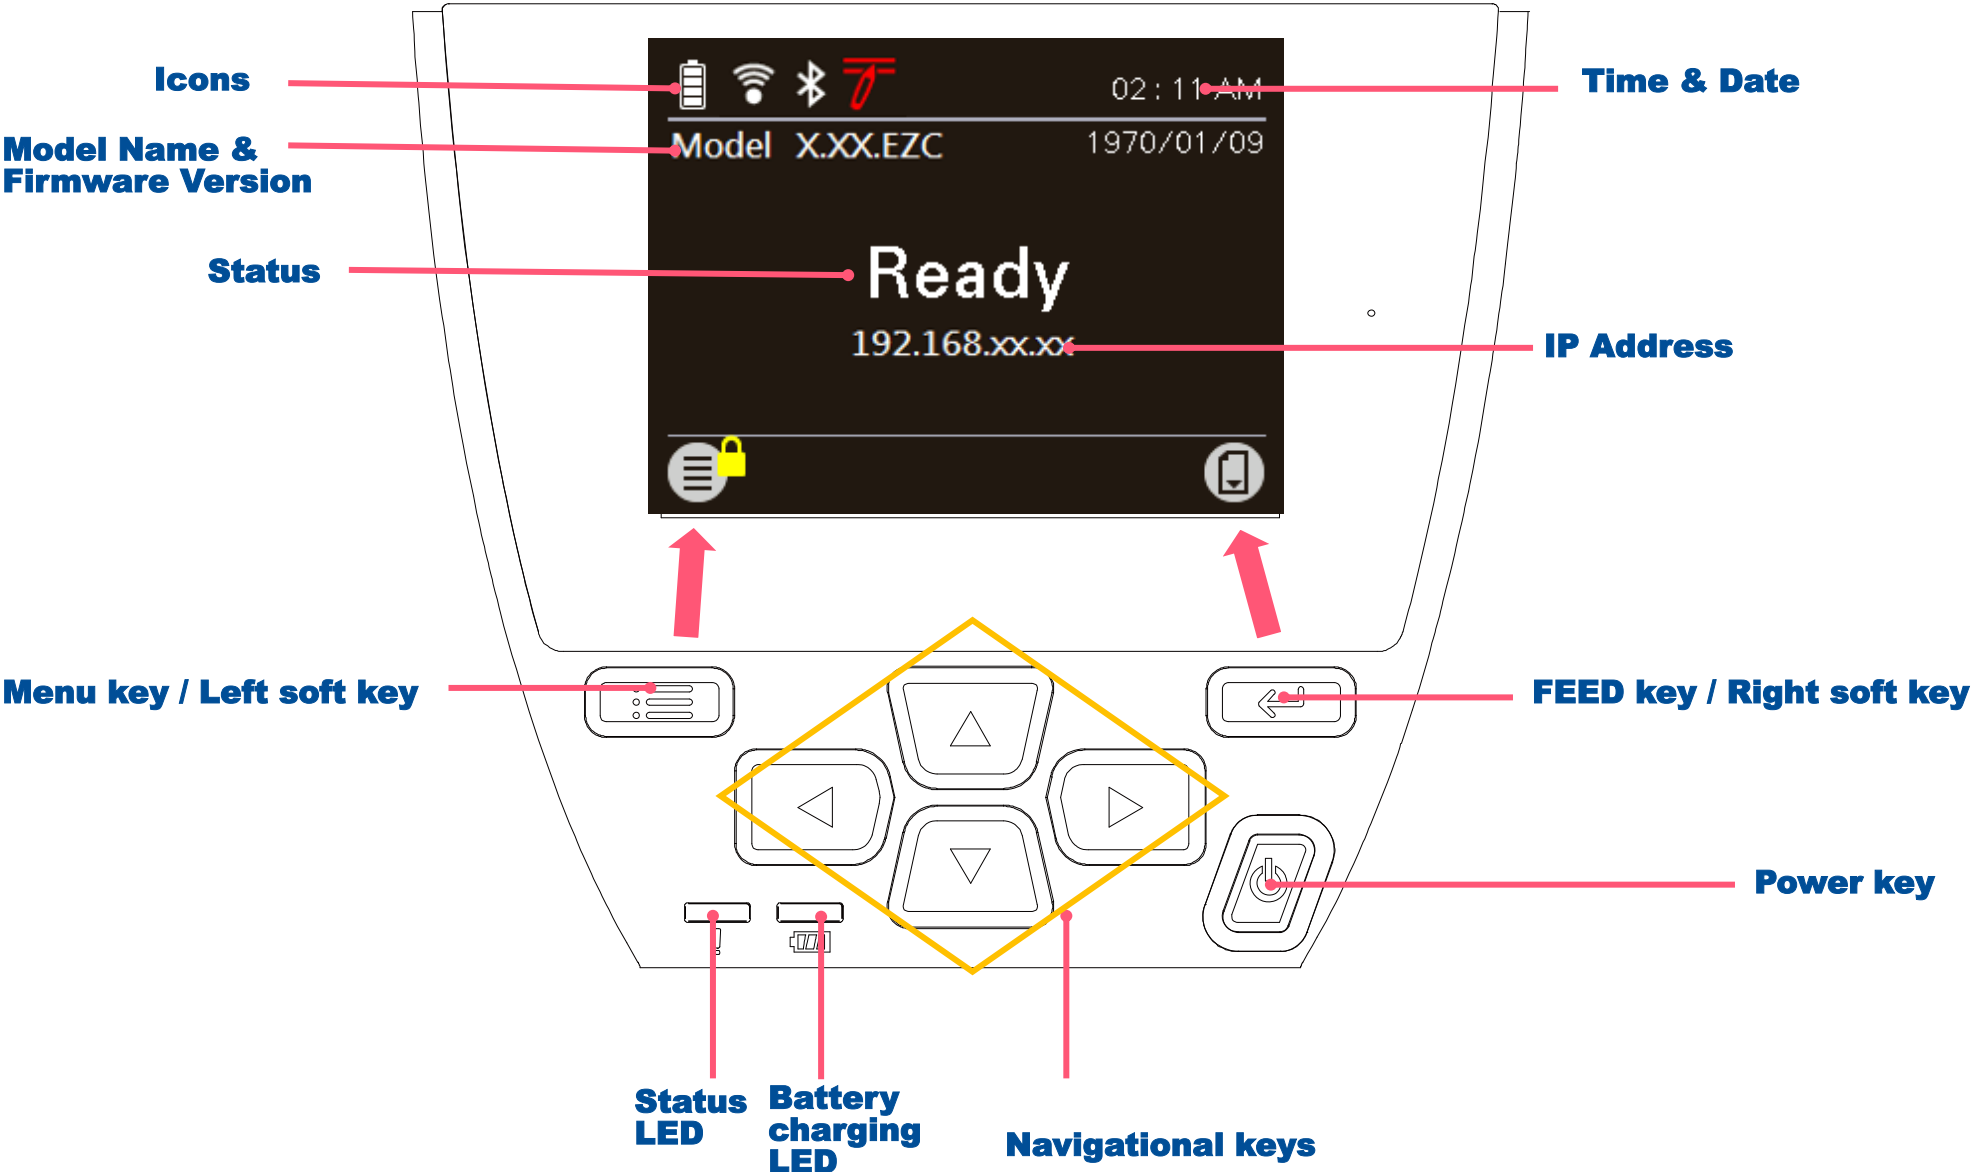 Icons
02 : 11 AM
Time & Date
Model Name &
Firmware Version
Model X.XX.EZC
1970/01/09
Status
Ready
192.168.xx.xx
IP Address
Menu key / Left soft key
FEED key / Right soft key
Power key
Status
LED
Battery
charging
LED
Navigational keys